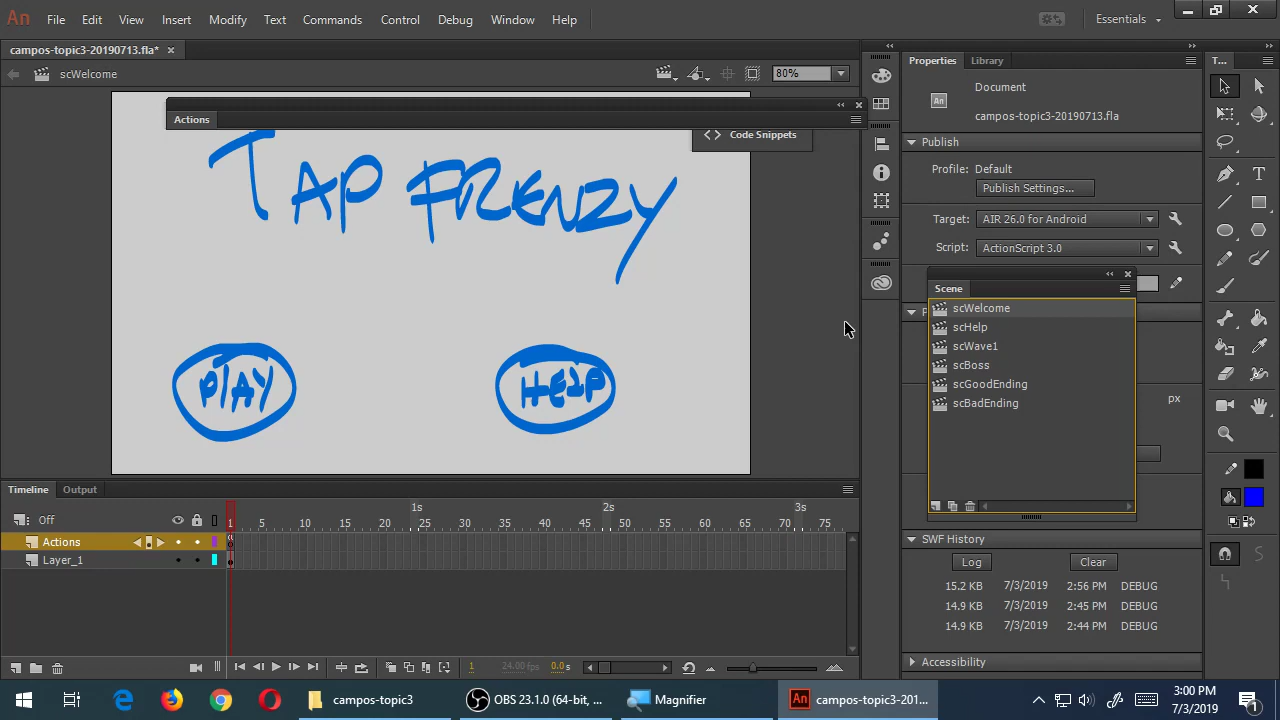 An File Edit View Insert Modify Text Commands Control Debug Window Help Essentials
campos-topic3-20190713.fla*
scWelcome 80%
Actions
Code Snippets
TAP FRENZY
PLAY HELP
Properties Library
Document
An campos-topic3-20190713.fla
Publish
Profile: Default
Publish Settings...
Target: AIR 26.0 for Android
Script: ActionScript 3.0
Scene
scWelcome
scHelp
scWave1
scBoss
scGoodEnding
scBadEnding
px
SWF History
Log Clear
15.2 KB 7/3/2019 2:56 PM DEBUG
14.9 KB 7/3/2019 2:45 PM DEBUG
14.9 KB 7/3/2019 2:44 PM DEBUG
Accessibility
T...
Timeline Output
Off 1s 2s 3s
1 5 10 15 20 25 30 35 40 45 50 55 60 65 70 75
Actions
Layer_1
1 24.00 fps 0.0 s
campos-topic3 OBS 23.1.0 (64-bit, ... Magnifier An campos-topic3-201...
3:00 PM
7/3/2019
1